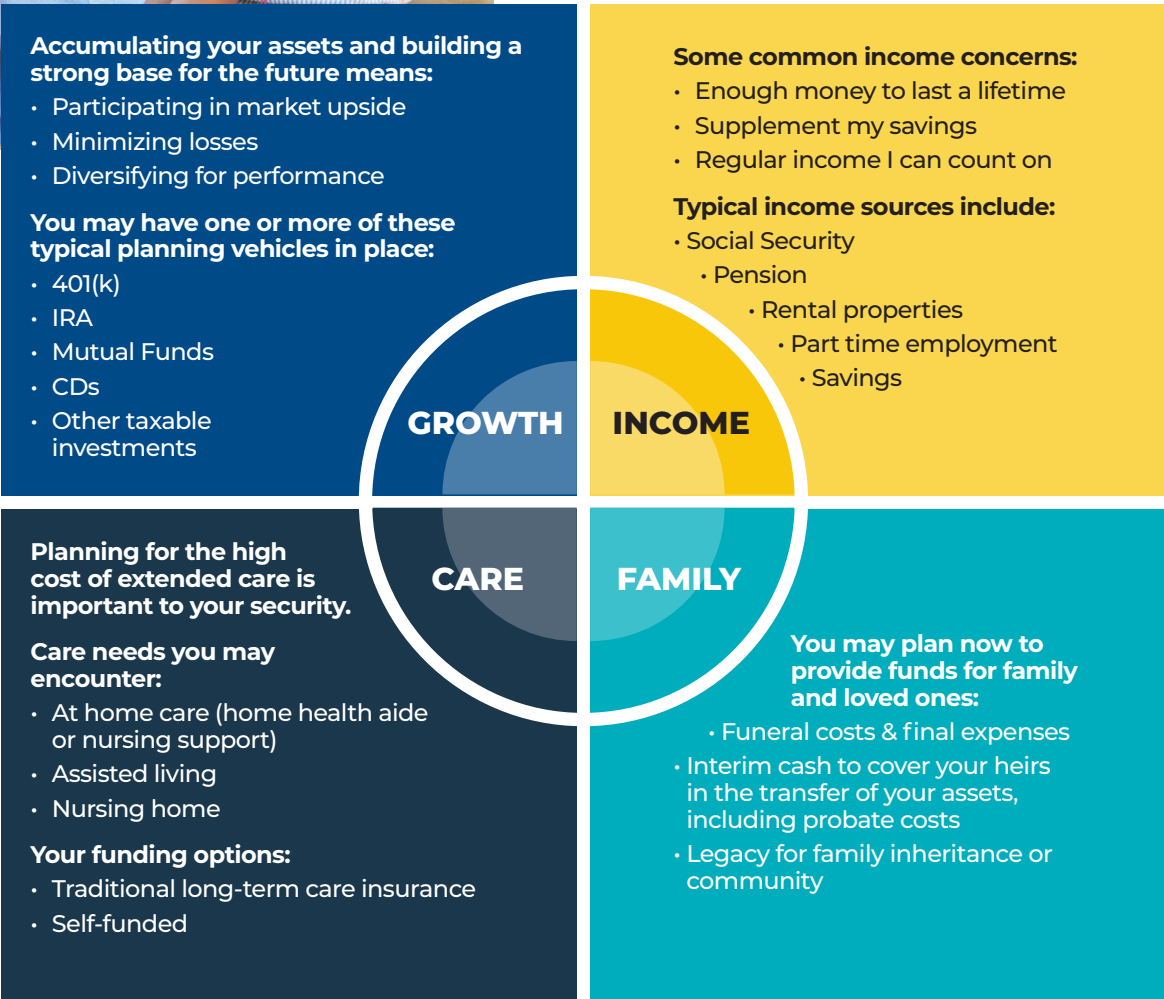 Accumulating your assets and building a
strong base for the future means:
• Participating in market upside
• Minimizing losses
• Diversifying for performance
You may have one or more of these
typical planning vehicles in place:
• 401(k)
• IRA
• Mutual Funds
• CDs
• Other taxable
investments
GROWTH
Some common income concerns:
• Enough money to last a lifetime
• Supplement my savings
• Regular income I can count on
Typical income sources include:
• Social Security
• Pension
• Rental properties
• Part time employment
• Savings
INCOME
Planning for the high
cost of extended care is
important to your security.
Care needs you may
encounter:
• At home care (home health aide
or nursing support)
• Assisted living
• Nursing home
Your funding options:
• Traditional long-term care insurance
• Self-funded
CARE
FAMILY
You may plan now to
provide funds for family
and loved ones:
• Funeral costs & final expenses
• Interim cash to cover your heirs
in the transfer of your assets,
including probate costs
• Legacy for family inheritance or
community